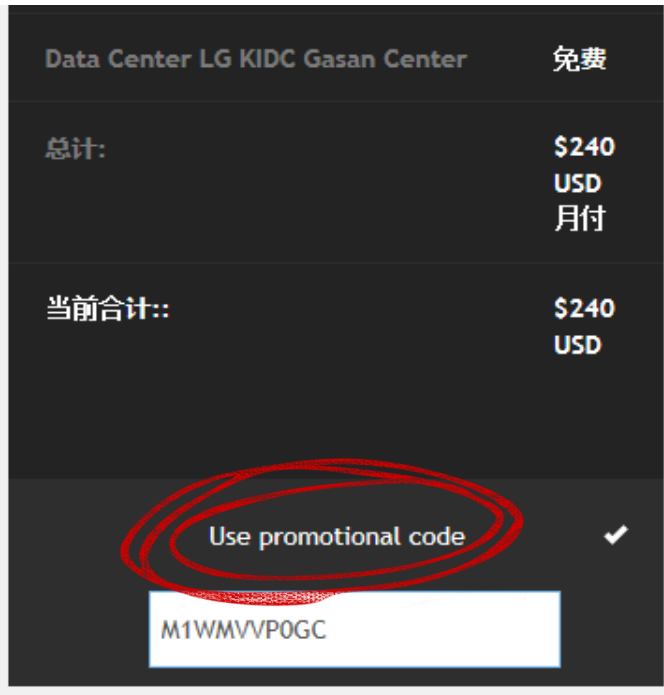 Data Center LG KIDC Gasan Center 免费
总计: $240
USD
月付
当前合计:: $240
USD
Use promotional code
M1WMVVP0GC